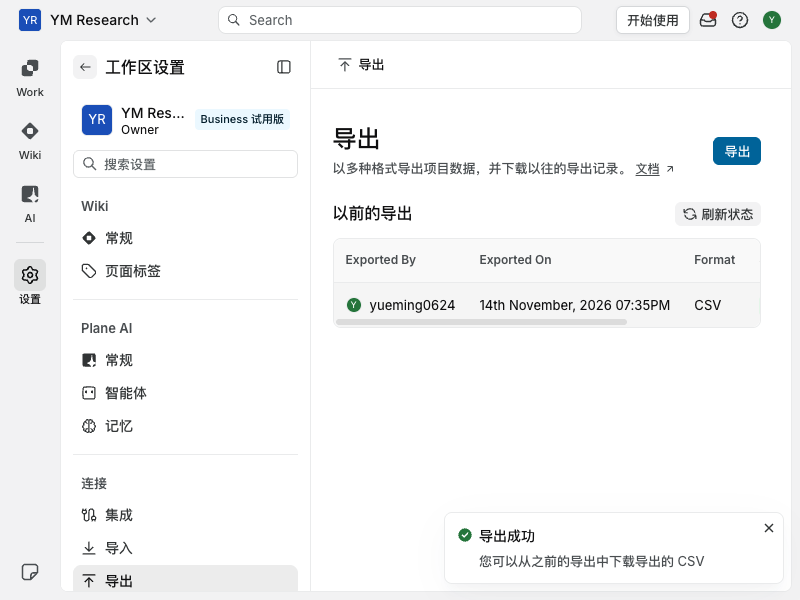 YR YM Research
Search
开始使用
Y
Work
Wiki
AI
设置
工作区设置
YR
YM Res...
Owner
Business 试用版
搜索设置
Wiki
常规
页面标签
Plane AI
常规
智能体
记忆
连接
集成
导入
导出
导出
导出
以多种格式导出项目数据，并下载以往的导出记录。 文档
导出
以前的导出
刷新状态
Exported By Exported On Format
Y yueming0624 14th November, 2026 07:35PM CSV
导出成功
您可以从之前的导出中下载导出的 CSV